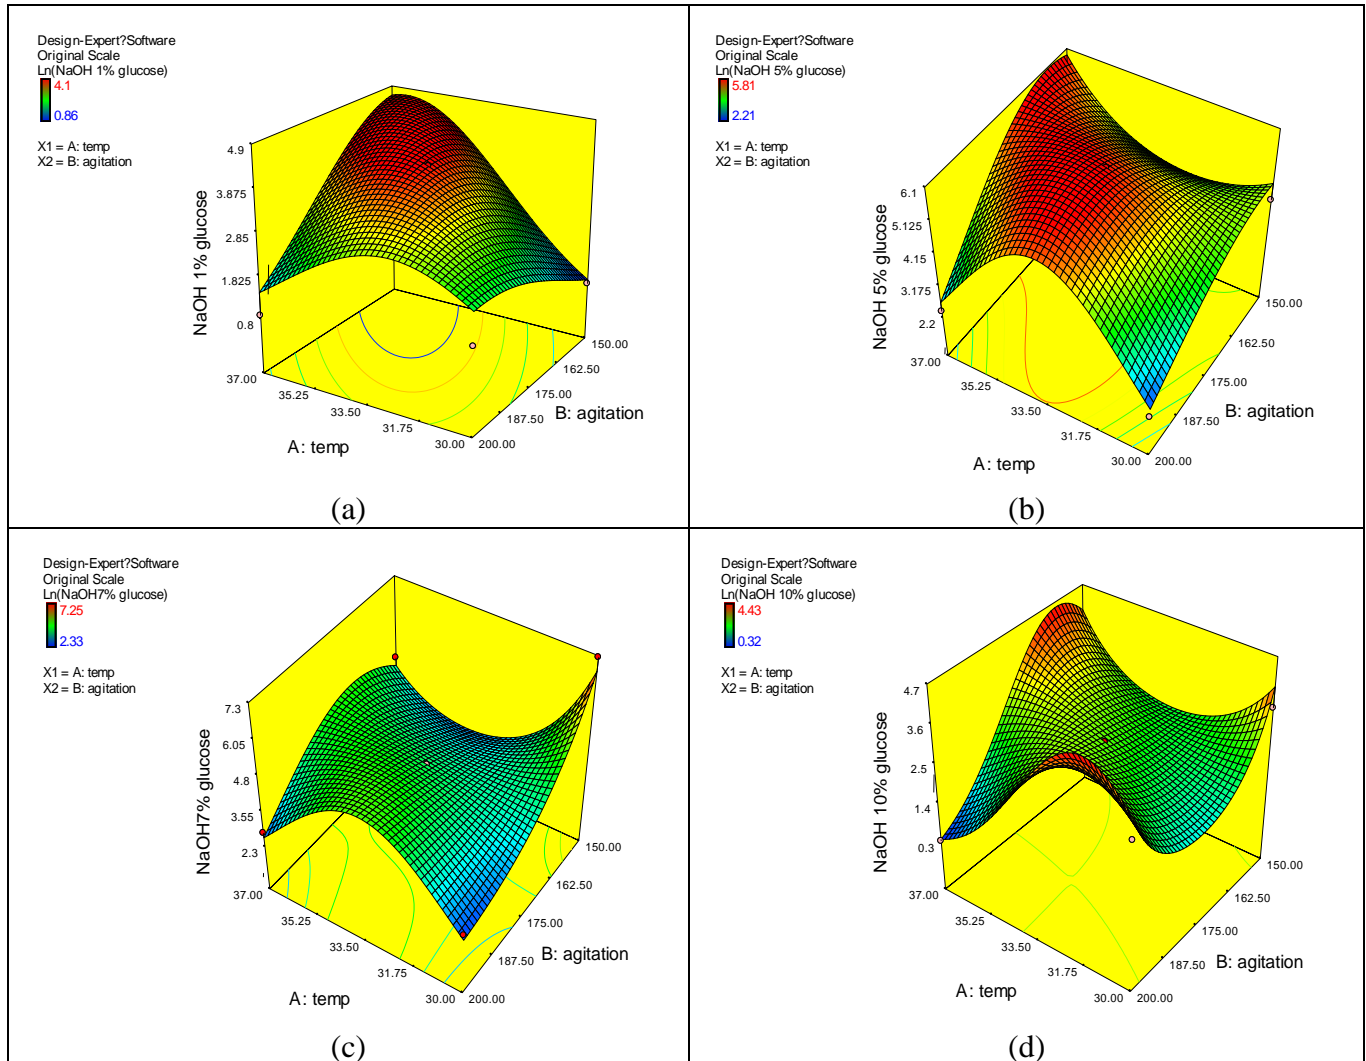 Design-Expert?Software
Original Scale
Ln(NaOH 1% glucose)
4.1
0.86
X1 = A: temp
X2 = B: agitation
4.9
3.875
2.85
1.825
0.8
NaOH 1% glucose
37.00
35.25
33.50
31.75
30.00
200.00
187.50
175.00
162.50
150.00
A: temp
B: agitation
(a)
Design-Expert?Software
Original Scale
Ln(NaOH 5% glucose)
5.81
2.21
X1 = A: temp
X2 = B: agitation
6.1
5.125
4.15
3.175
2.2
NaOH 5% glucose
37.00
35.25
33.50
31.75
30.00
200.00
187.50
175.00
162.50
150.00
A: temp
B: agitation
(b)
Design-Expert?Software
Original Scale
Ln(NaOH7% glucose)
7.25
2.33
X1 = A: temp
X2 = B: agitation
7.3
6.05
4.8
3.55
2.3
NaOH7% glucose
37.00
35.25
33.50
31.75
30.00
200.00
187.50
175.00
162.50
150.00
A: temp
B: agitation
(c)
Design-Expert?Software
Original Scale
Ln(NaOH 10% glucose)
4.43
0.32
X1 = A: temp
X2 = B: agitation
4.7
3.6
2.5
1.4
0.3
NaOH 10% glucose
37.00
35.25
33.50
31.75
30.00
200.00
187.50
175.00
162.50
150.00
A: temp
B: agitation
(d)